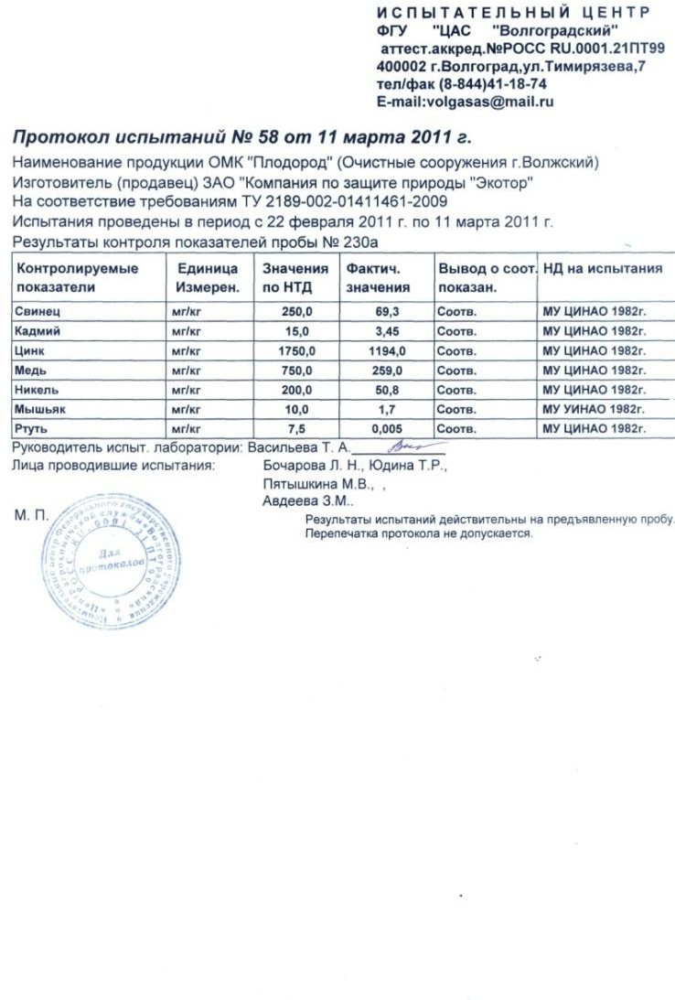 ИСПЫТАТЕЛЬНЫЙ ЦЕНТР
ФГУ "ЦАС "Волгоградский"
аттест.аккред.№РОСС RU.0001.21ПТ99
400002 г.Волгоград,ул.Тимирязева,7
тел/фак (8-844)41-18-74
E-mail:volgasas@mail.ru
Протокол испытаний № 58 от 11 марта 2011 г.
Наименование продукции ОМК "Плодород" (Очистные сооружения г.Волжский)
Изготовитель (продавец) ЗАО "Компания по защите природы "Экотор"
На соответствие требованиям ТУ 2189-002-01411461-2009
Испытания проведены в период с 22 февраля 2011 г. по 11 марта 2011 г.
Результаты контроля показателей пробы № 230а
Контролируемые показатели Единица Измерен. Значения по НТД Фактич. значения Вывод о соот. показан. НД на испытания
Свинец мг/кг 250,0 69,3 Соотв. МУ ЦИНАО 1982г.
Кадмий мг/кг 15,0 3,45 Соотв. МУ ЦИНАО 1982г.
Цинк мг/кг 1750,0 1194,0 Соотв. МУ ЦИНАО 1982г.
Медь мг/кг 750,0 259,0 Соотв. МУ ЦИНАО 1982г.
Никель мг/кг 200,0 50,8 Соотв. МУ ЦИНАО 1982г.
Мышьяк мг/кг 10,0 1,7 Соотв. МУ УИНАО 1982г.
Ртуть мг/кг 7,5 0,005 Соотв. МУ ЦИНАО 1982г.
Руководитель испыт. лаборатории: Васильева Т. А.
Лица проводившие испытания: Бочарова Л. Н., Юдина Т.Р.,
Пятышкина М.В., ,
Авдеева З.М..
М. П.
Результаты испытаний действительны на предъявленную пробу.
Перепечатка протокола не допускается.
Для
протоколов